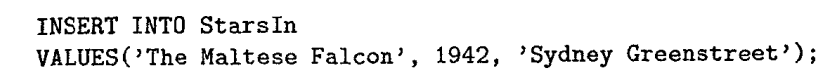 INSERT INTO StarsIn
VALUES('The Maltese Falcon', 1942, 'Sydney Greenstreet');